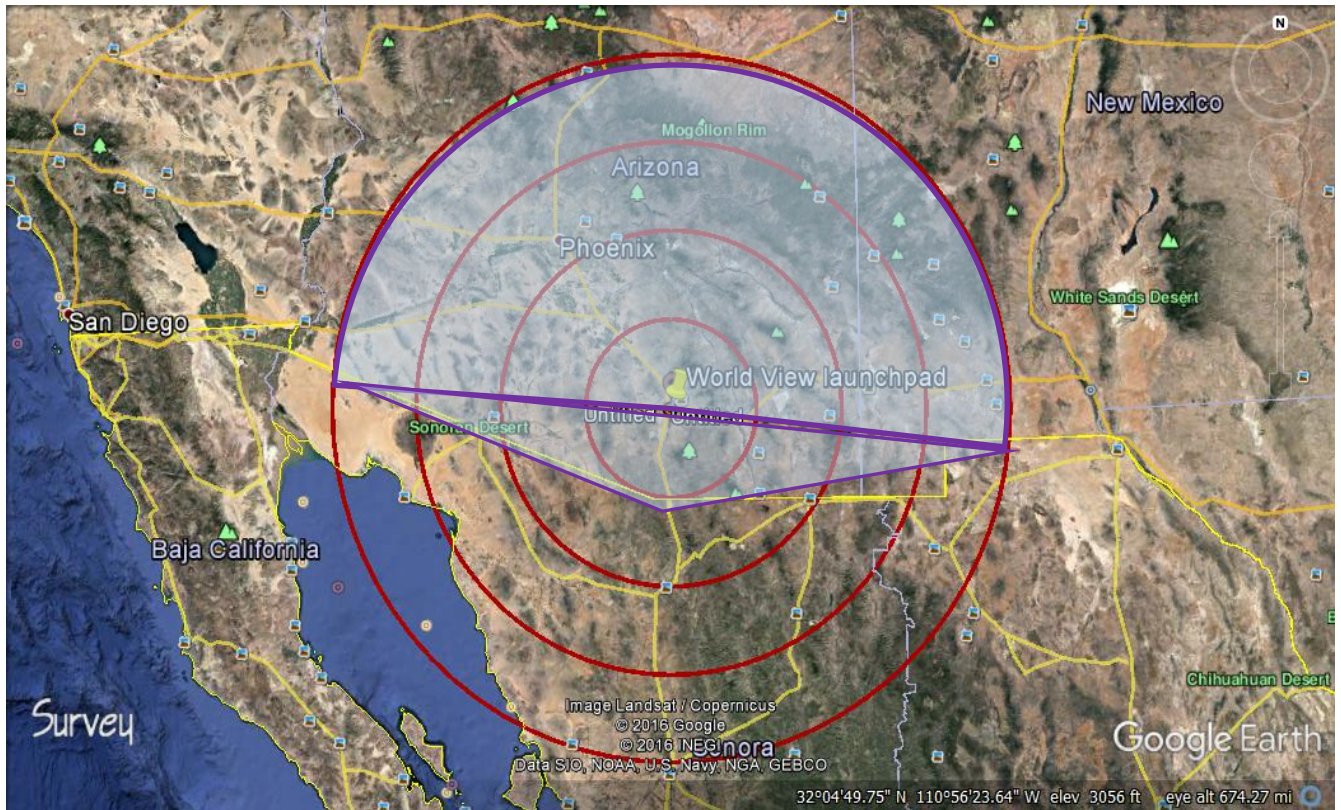 N
New Mexico
Mogollon Rim
Arizona
Phoenix
White Sands Desert
San Diego
World View launchpad
Untitled Untitled
Sonoran Desert
Baja California
Chihuahuan Desert
Image Landsat / Copernicus
© 2016 Google
© 2016 INEGI
Sonora
Data SIO, NOAA, U.S. Navy, NGA, GEBCO
Survey
Google Earth
32°04'49.75" N 110°56'23.64" W elev 3056 ft eye alt 674.27 mi